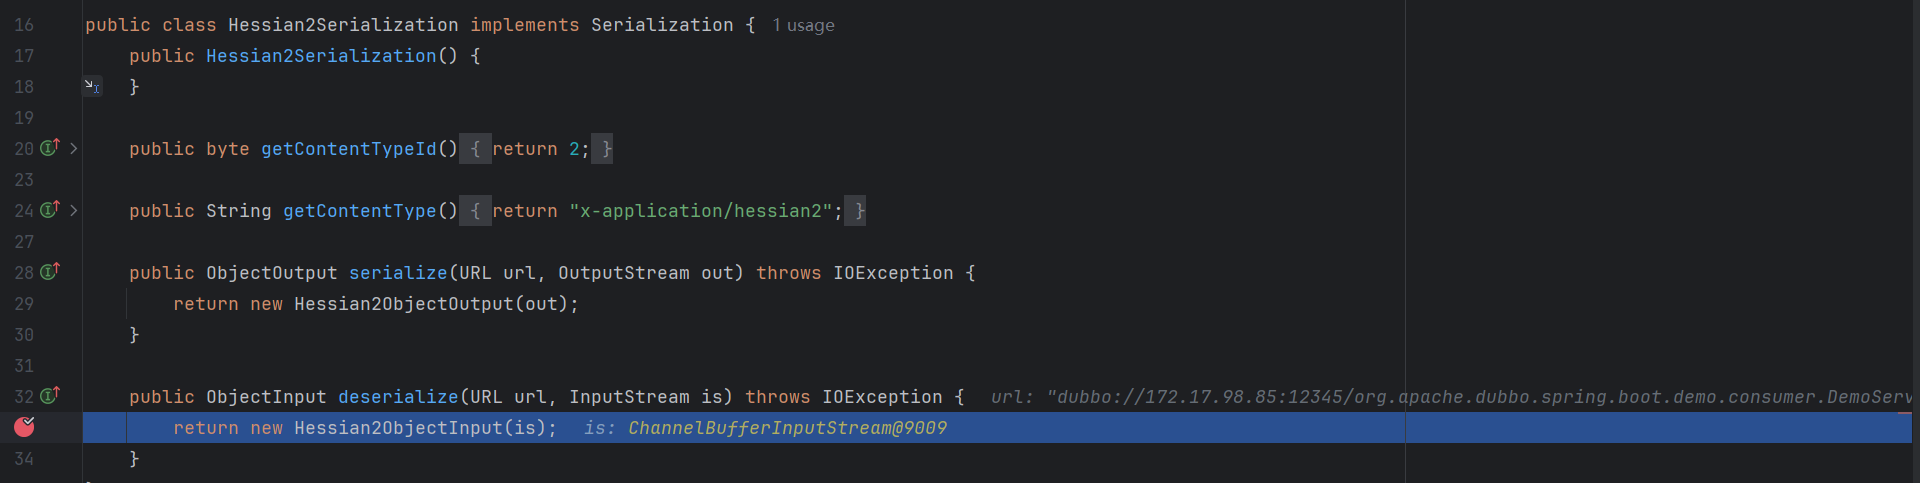 16 public class Hessian2Serialization implements Serialization { 1 usage
17 public Hessian2Serialization() {
18 }
19
20 public byte getContentTypeId() { return 2; }
23
24 public String getContentType() { return "x-application/hessian2"; }
27
28 public ObjectOutput serialize(URL url, OutputStream out) throws IOException {
29 return new Hessian2ObjectOutput(out);
30 }
31
32 public ObjectInput deserialize(URL url, InputStream is) throws IOException { url: "dubbo://172.17.98.85:12345/org.apache.dubbo.spring.boot.demo.consumer.DemoServ
return new Hessian2ObjectInput(is); is: ChannelBufferInputStream@9009
34 }